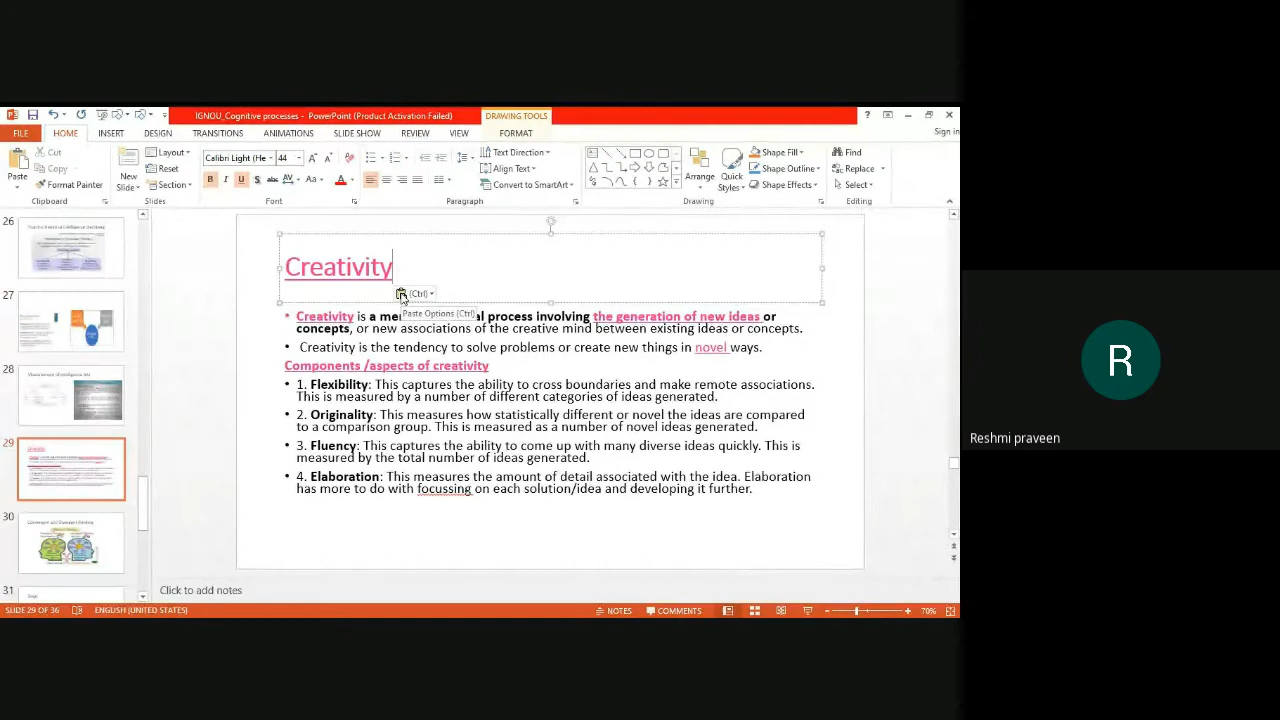 IGNOU_Cognitive processes - PowerPoint (Product Activation Failed)
DRAWING TOOLS
FILE HOME INSERT DESIGN TRANSITIONS ANIMATIONS SLIDE SHOW REVIEW VIEW FORMAT
Sign in
Paste
Cut
Copy
Format Painter
Clipboard
New
Slide
Layout
Reset
Section
Slides
Calibri Light (He 44
Font
Text Direction
Align Text
Convert to SmartArt
Paragraph
Arrange
Quick
Styles
Shape Fill
Shape Outline
Shape Effects
Drawing
Find
Replace
Select
Editing
26
27
28
29
30
31
Creativity
(Ctrl)
Paste Options (Ctrl)
• Creativity is a me al process involving the generation of new ideas or
concepts, or new associations of the creative mind between existing ideas or concepts.
• Creativity is the tendency to solve problems or create new things in novel ways.
Components /aspects of creativity
• 1. Flexibility: This captures the ability to cross boundaries and make remote associations.
This is measured by a number of different categories of ideas generated.
• 2. Originality: This measures how statistically different or novel the ideas are compared
to a comparison group. This is measured as a number of novel ideas generated.
• 3. Fluency: This captures the ability to come up with many diverse ideas quickly. This is
measured by the total number of ideas generated.
• 4. Elaboration: This measures the amount of detail associated with the idea. Elaboration
has more to do with focussing on each solution/idea and developing it further.
Click to add notes
SLIDE 29 OF 36 ENGLISH (UNITED STATES) NOTES COMMENTS 70%
R
Reshmi praveen